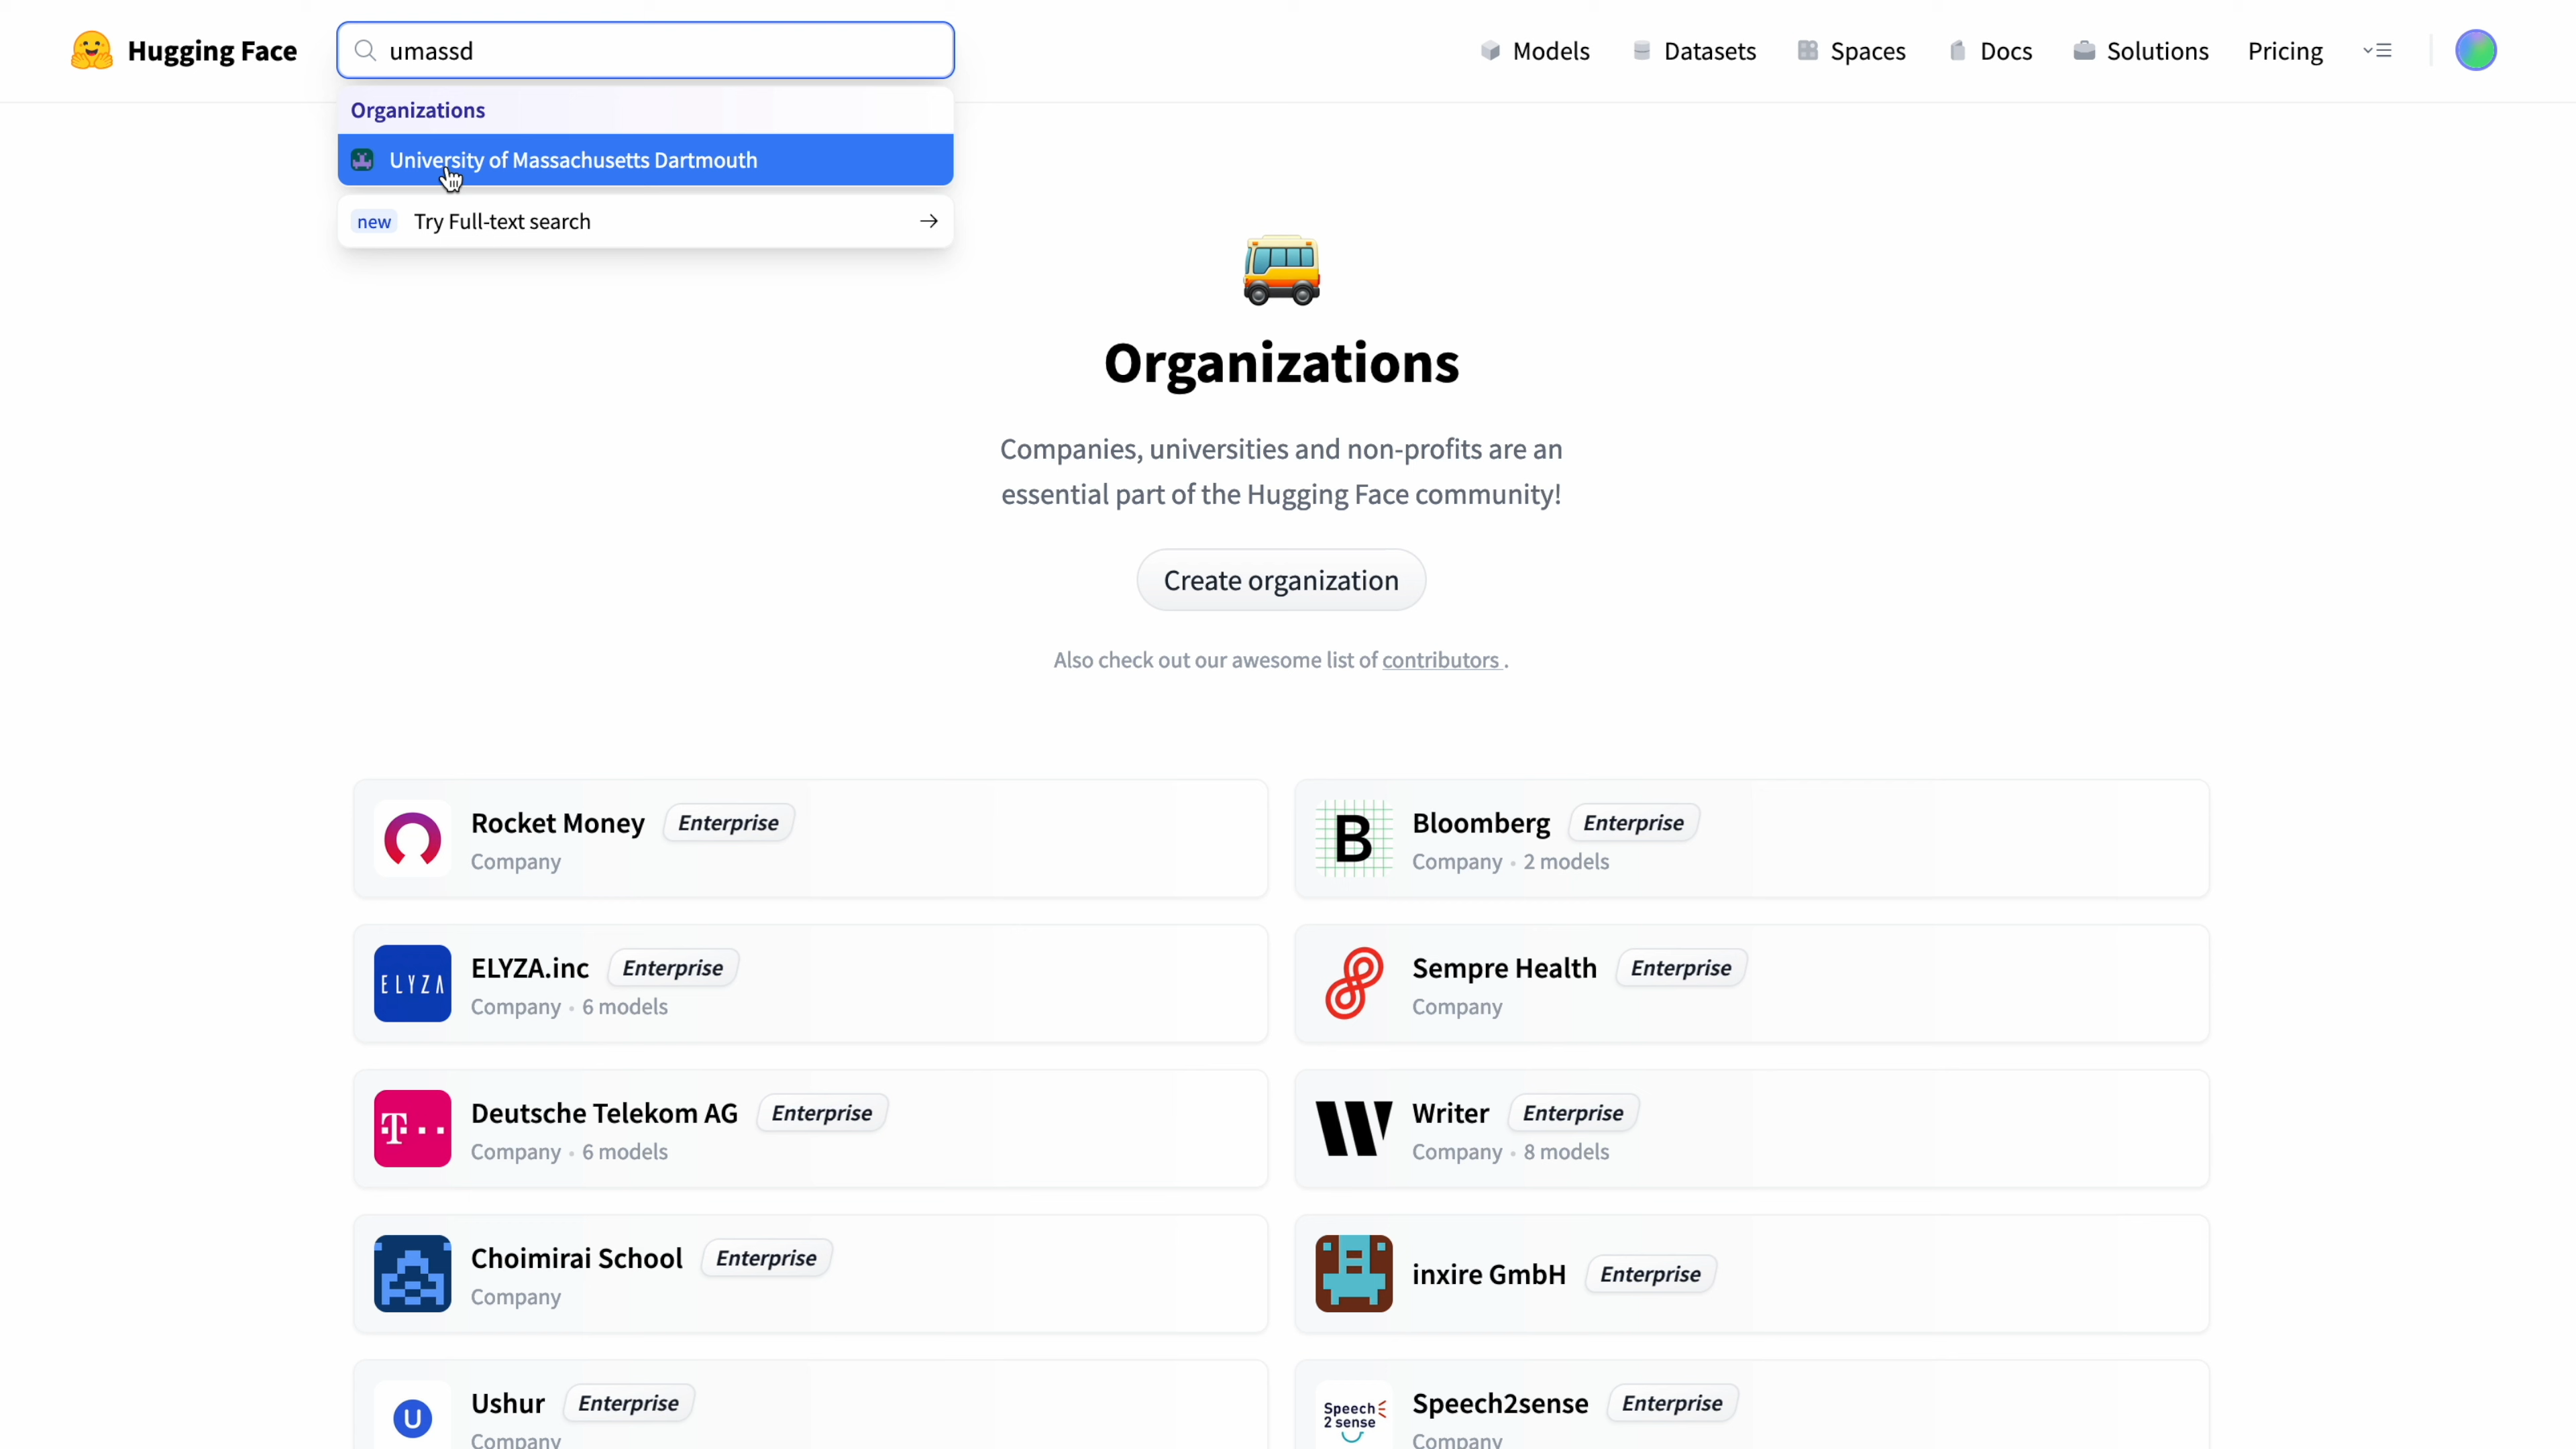 Hugging Face
umassd
Models
Datasets
Spaces
Docs
Solutions
Pricing
Organizations
University of Massachusetts Dartmouth
new Try Full-text search
Organizations
Companies, universities and non-profits are an
essential part of the Hugging Face community!
Create organization
Also check out our awesome list of contributors .
Rocket Money Enterprise
Company
B
Bloomberg Enterprise
Company • 2 models
ELYZA
ELYZA.inc Enterprise
Company • 6 models
Sempre Health Enterprise
Company
T
Deutsche Telekom AG Enterprise
Company • 6 models
Writer Enterprise
Company • 8 models
Choimirai School Enterprise
Company
inxire GmbH Enterprise
U
Ushur Enterprise
Company
Speech
2 sense
Speech2sense Enterprise
Company